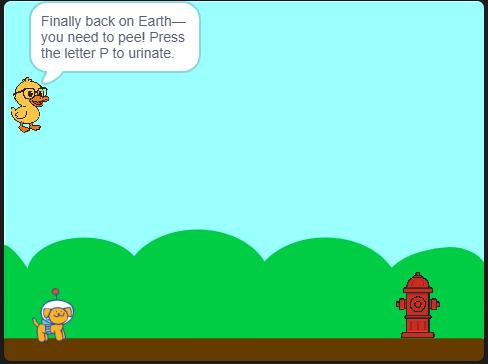 Finally back on Earth—
you need to pee! Press
the letter P to urinate.